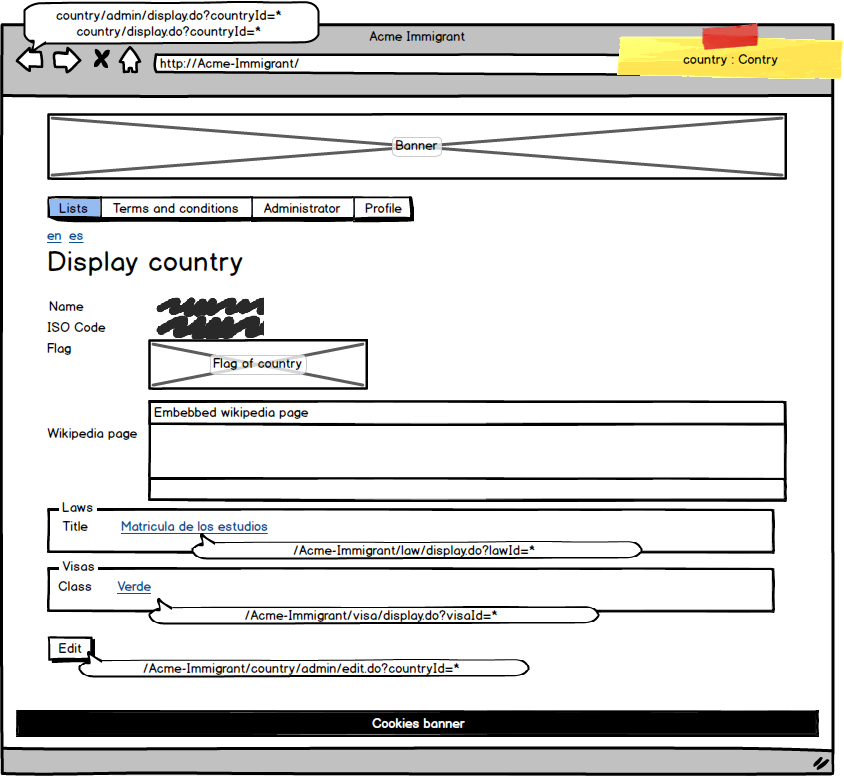 country/admin/display.do?countryId=*
country/display.do?countryId=*
Acme Immigrant
http://Acme-Immigrant/
country : Contry
Banner
Lists Terms and conditions Administrator Profile
en es
Display country
Name
ISO Code
Flag
Flag of country
Embebbed wikipedia page
Wikipedia page
Laws
Title Matricula de los estudios
/Acme-Immigrant/law/display.do?lawId=*
Visas
Class Verde
/Acme-Immigrant/visa/display.do?visaId=*
Edit
/Acme-Immigrant/country/admin/edit.do?countryId=*
Cookies banner